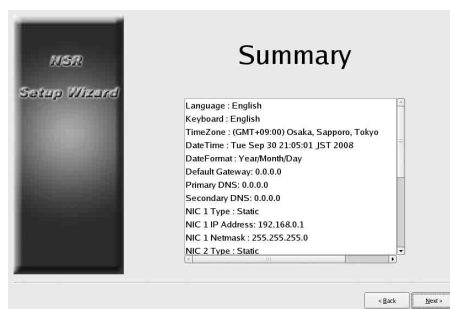 NSR
Setup Wizard
Summary
Language : English
Keyboard : English
TimeZone : (GMT+09:00) Osaka, Sapporo, Tokyo
DateTime : Tue Sep 30 21:05:01 JST 2008
DateFormat : Year/Month/Day
Default Gateway: 0.0.0.0
Primary DNS: 0.0.0.0
Secondary DNS: 0.0.0.0
NIC 1 Type : Static
NIC 1 IP Address: 192.168.0.1
NIC 1 Netmask : 255.255.255.0
NIC 2 Type : Static
< Back
Next >